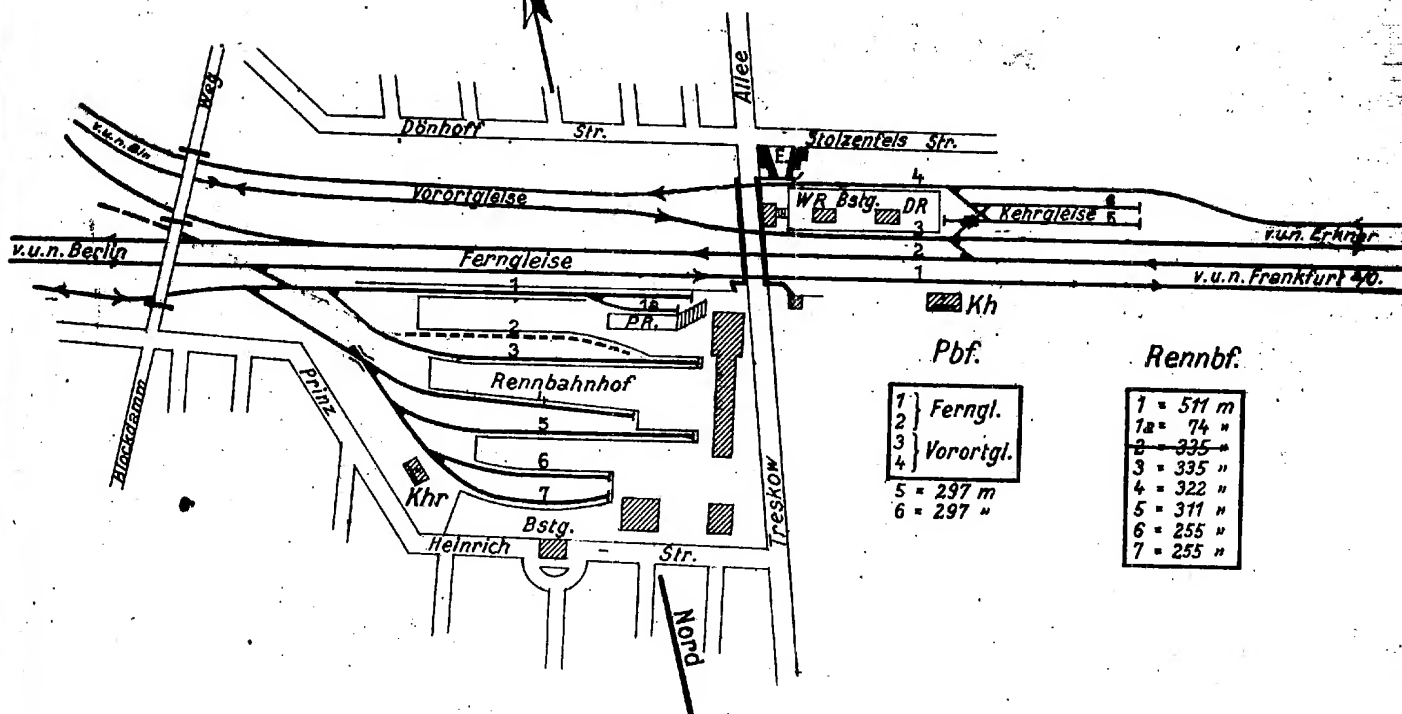 Weg
Allee
Dönhoff Str.
Stolzenfels Str.
E.
v.u.n. Bln
Vorortgleise
4
WR Bstg. DR
6
Kehrgleise
5
3
v.u.n. Erkner
v.u.n. Berlin
Ferngleise
2
1
v.u.n. Frankfurt a/O.
1
1a
P.R.
Kh
2
3
Rennbahnhof
4
5
6
7
Prinz
Blockdamm
Khr
Bstg.
Heinrich - Str.
Treskow
Nord
Pbf.
1 } Ferngl.
2
3 } Vorortgl.
4
5 = 297 m
6 = 297 "
Rennbf.
1 = 511 m
1a = 74 "
2 = 335 "
3 = 335 "
4 = 322 "
5 = 311 "
6 = 255 "
7 = 255 "